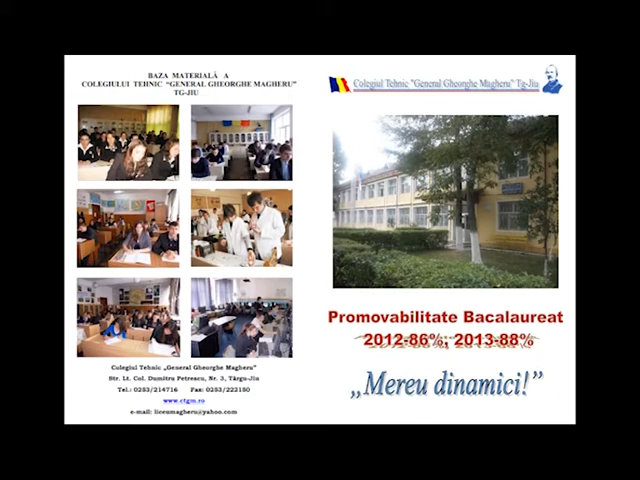 BAZA MATERIALĂ A
COLEGIULUI TEHNIC "GENERAL GHEORGHE MAGHERU"
TG-JIU
Colegiul Tehnic „General Gheorghe Magheru”
Str. Lt. Col. Dumitru Petrescu, Nr. 3, Târgu-Jiu
Tel.: 0253/214716 Fax: 0253/222150
www.ctgm.ro
e-mail: liceumagheru@yahoo.com
Colegiul Tehnic "General Gheorghe Magheru" Tg-Jiu
Promovabilitate Bacalaureat
2012-86%; 2013-88%
„Mereu dinamici!”